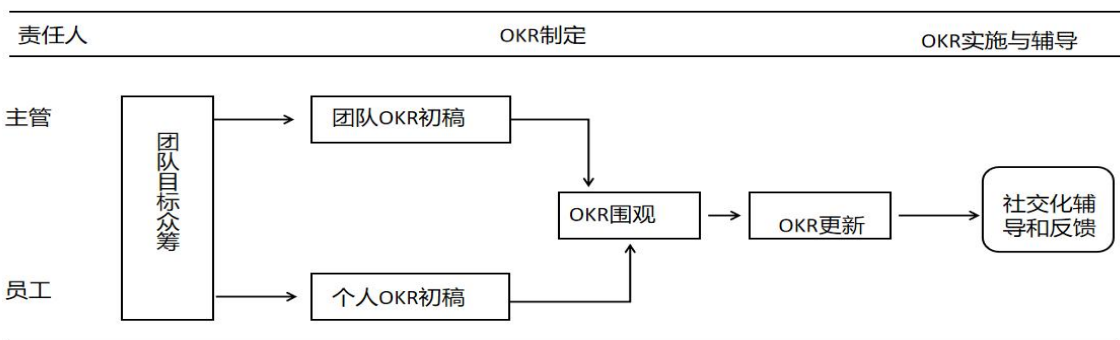 责任人
OKR制定
OKR实施与辅导
主管
团队目标众筹
团队OKR初稿
OKR围观
OKR更新
社交化辅
导和反馈
员工
个人OKR初稿